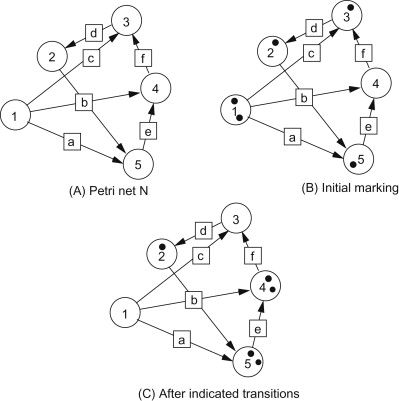 3
d
2
c
f
4
b
1
e
a
5
(A) Petri net N
3
d
2
c
f
4
b
1
e
a
5
(B) Initial marking
3
d
2
c
f
4
b
1
e
a
5
(C) After indicated transitions